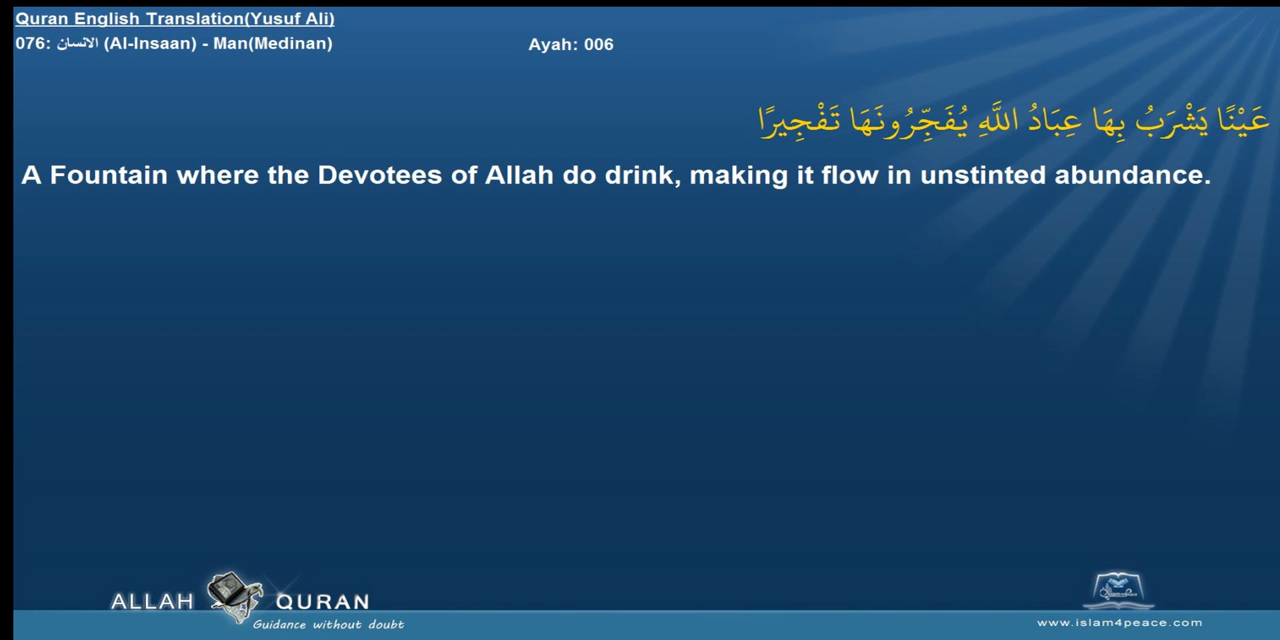 Quran English Translation(Yusuf Ali)
076: الانسان (Al-Insaan) - Man(Medinan)
Ayah: 006
عَيْنًا يَشْرَبُ بِهَا عِبَادُ اللَّهِ يُفَجِّرُونَهَا تَفْجِيرًا
A Fountain where the Devotees of Allah do drink, making it flow in unstinted abundance.
ALLAH QURAN
Guidance without doubt
www.islam4peace.com